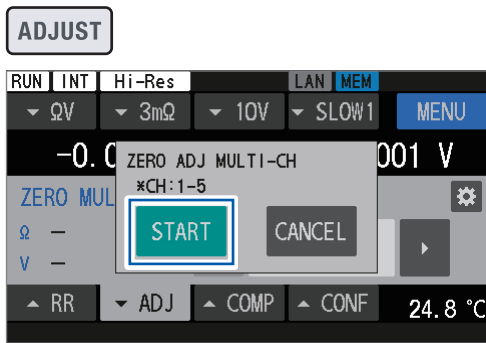 ADJUST
RUN INT Hi-Res LAN MEM
ΩV 3mΩ 10V SLOW1 MENU
-0. 001 V
ZERO ADJ MULTI-CH
※CH:1-5
ZERO MUL
START CANCEL
Ω —
V —
RR ADJ COMP CONF 24.8 °C